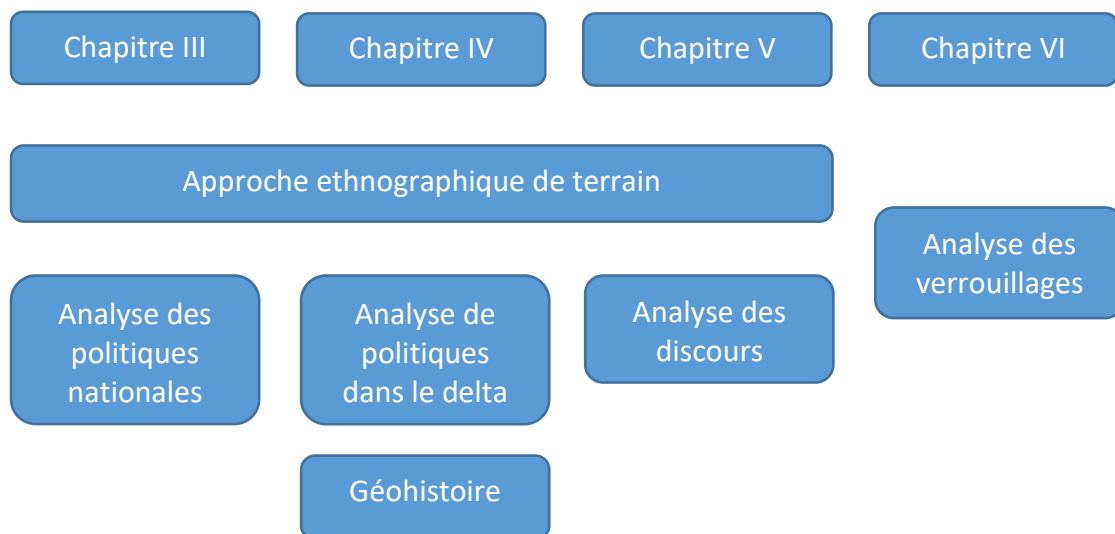 Chapitre III
Chapitre IV
Chapitre V
Chapitre VI
Approche ethnographique de terrain
Analyse des
verrouillages
Analyse des
politiques
nationales
Analyse de
politiques
dans le delta
Analyse des
discours
Géohistoire